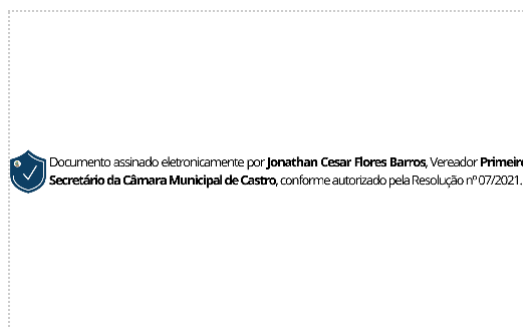 Documento assinado eletronicamente por Jonathan Cesar Flores Barros, Vereador Primeiro
Secretário da Câmara Municipal de Castro, conforme autorizado pela Resolução nº 07/2021.